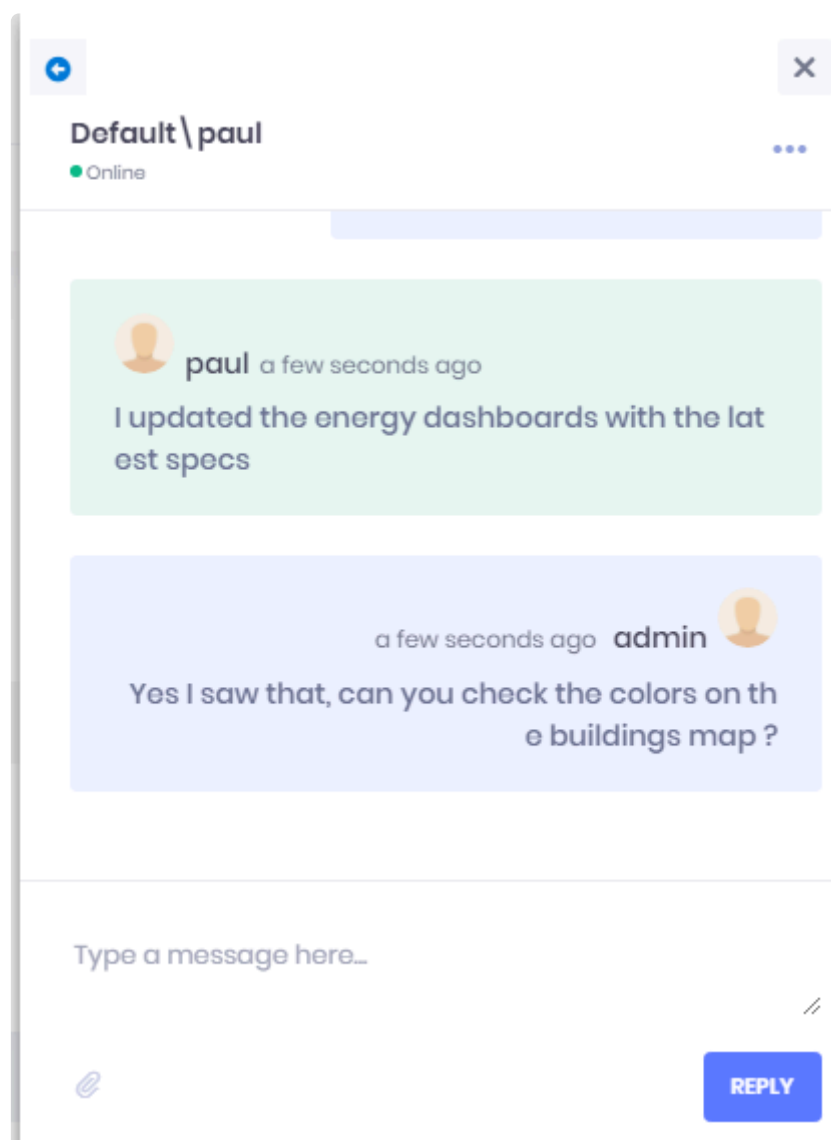 Default\paul
Online
paul a few seconds ago
I updated the energy dashboards with the lat
est specs
a few seconds ago admin
Yes I saw that, can you check the colors on th
e buildings map ?
Type a message here...
REPLY